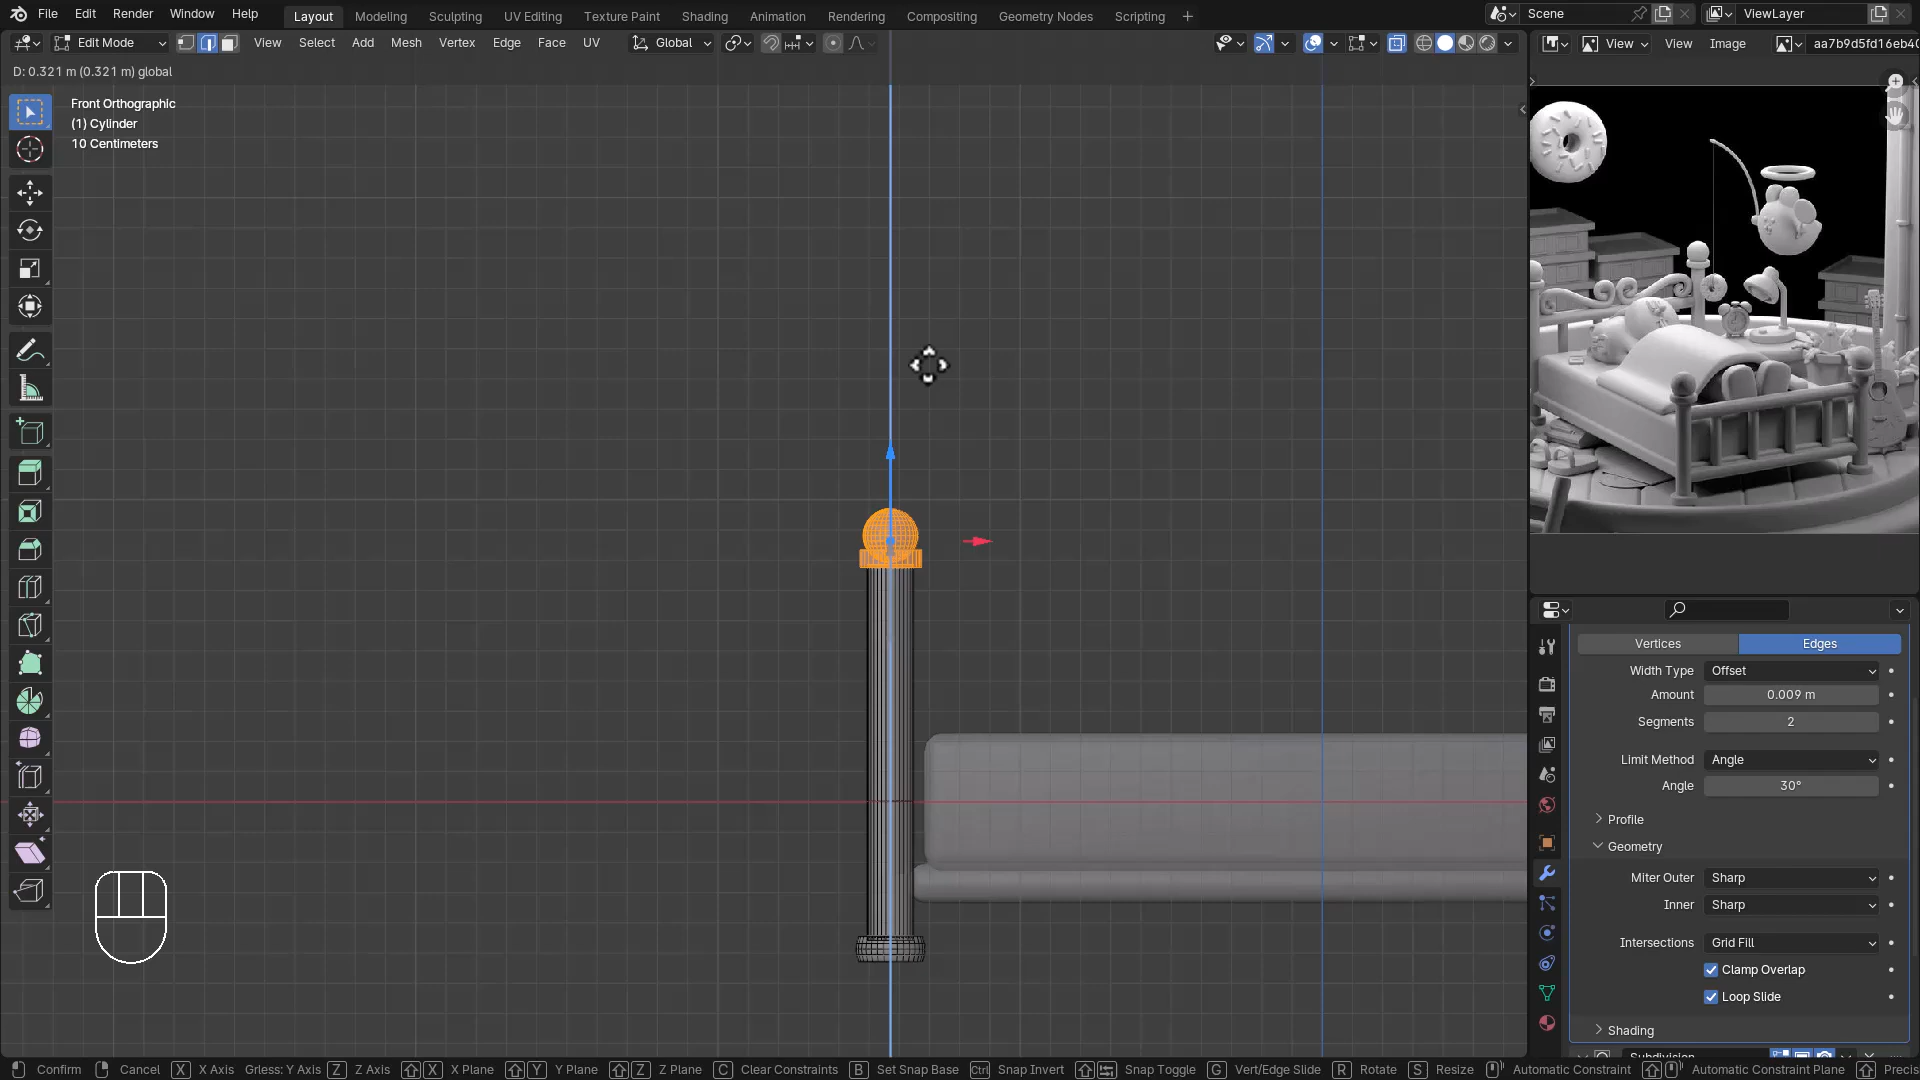 File Edit Render Window Help Layout Modeling Sculpting UV Editing Texture Paint Shading Animation Rendering Compositing Geometry Nodes Scripting Scene ViewLayer
Edit Mode View Select Add Mesh Vertex Edge Face UV Global View View Image aa7b9d5fd16eb40
D: 0.321 m (0.321 m) global
Front Orthographic
(1) Cylinder
10 Centimeters
Vertices Edges
Width Type Offset
Amount 0.009 m
Segments 2
Limit Method Angle
Angle 30°
Profile
Geometry
Miter Outer Sharp
Inner Sharp
Intersections Grid Fill
Clamp Overlap
Loop Slide
Shading
Subdivision
Confirm Cancel X X Axis Grless: Y Axis Z Z Axis X X Plane Y Y Plane Z Z Plane C Clear Constraints B Set Snap Base Ctrl Snap Invert Snap Toggle G Vert/Edge Slide R Rotate S Resize Automatic Constraint Automatic Constraint Plane Precis